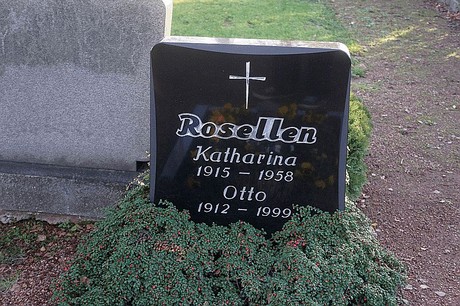 Rosellen
Katharina
1915 - 1958
Otto
1912 - 1999